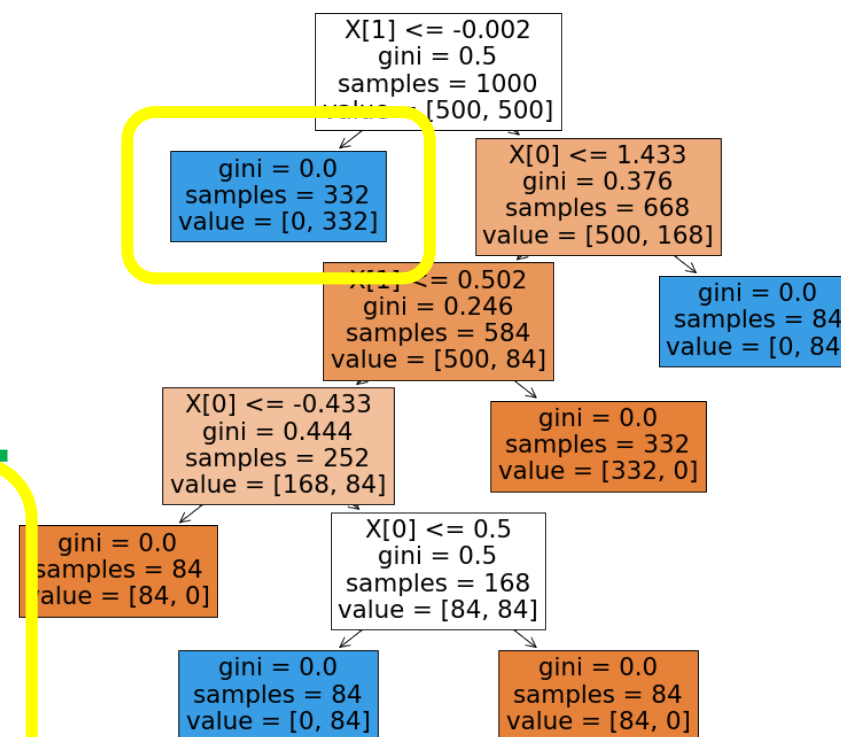 X[1] <= -0.002
gini = 0.5
samples = 1000
value = [500, 500]
gini = 0.0
samples = 332
value = [0, 332]
X[0] <= 1.433
gini = 0.376
samples = 668
value = [500, 168]
X[1] <= 0.502
gini = 0.246
samples = 584
value = [500, 84]
gini = 0.0
samples = 84
value = [0, 84
X[0] <= -0.433
gini = 0.444
samples = 252
value = [168, 84]
gini = 0.0
samples = 332
value = [332, 0]
gini = 0.0
samples = 84
value = [84, 0]
X[0] <= 0.5
gini = 0.5
samples = 168
value = [84, 84]
gini = 0.0
samples = 84
value = [0, 84]
gini = 0.0
samples = 84
value = [84, 0]